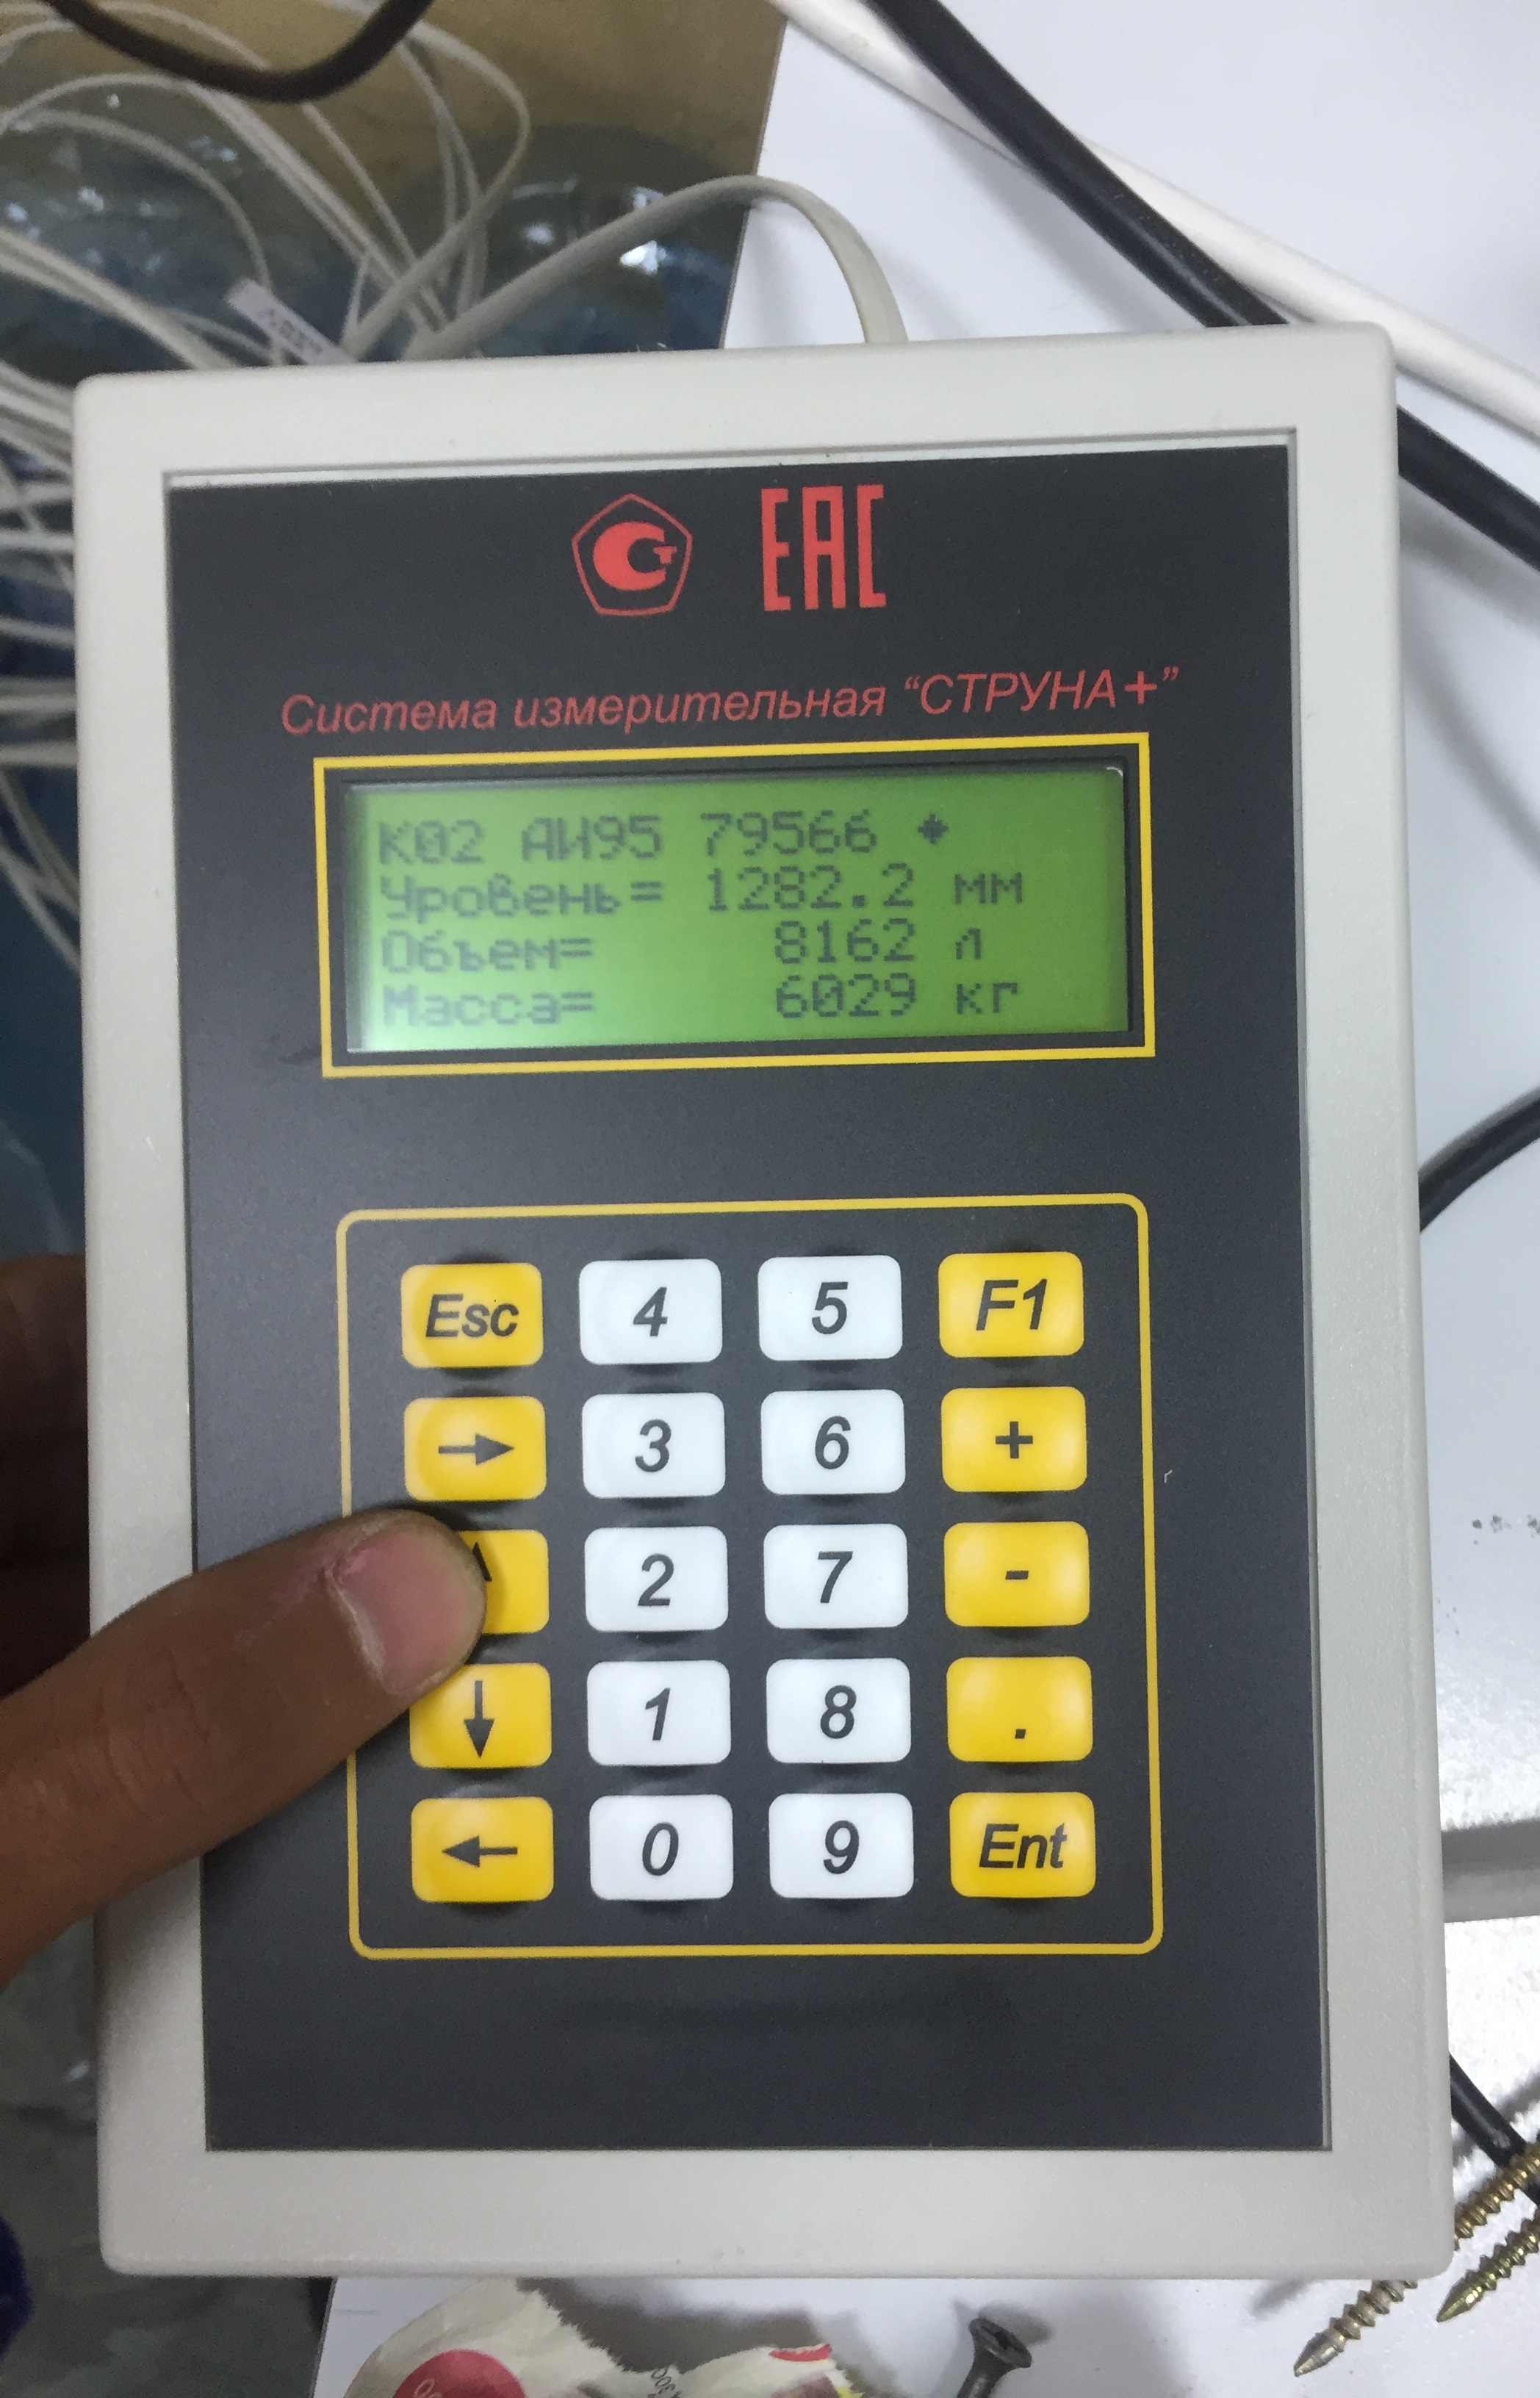 Ст ЕАС
Система измерительная “СТРУНА+”
К02 АИ95 79566
Уровень= 1282.2 мм
Объем= 8162 л
Масса= 6029 кг
Esc 4 5 F1
→ 3 6 +
2 7 -
↓ 1 8 .
← 0 9 Ent